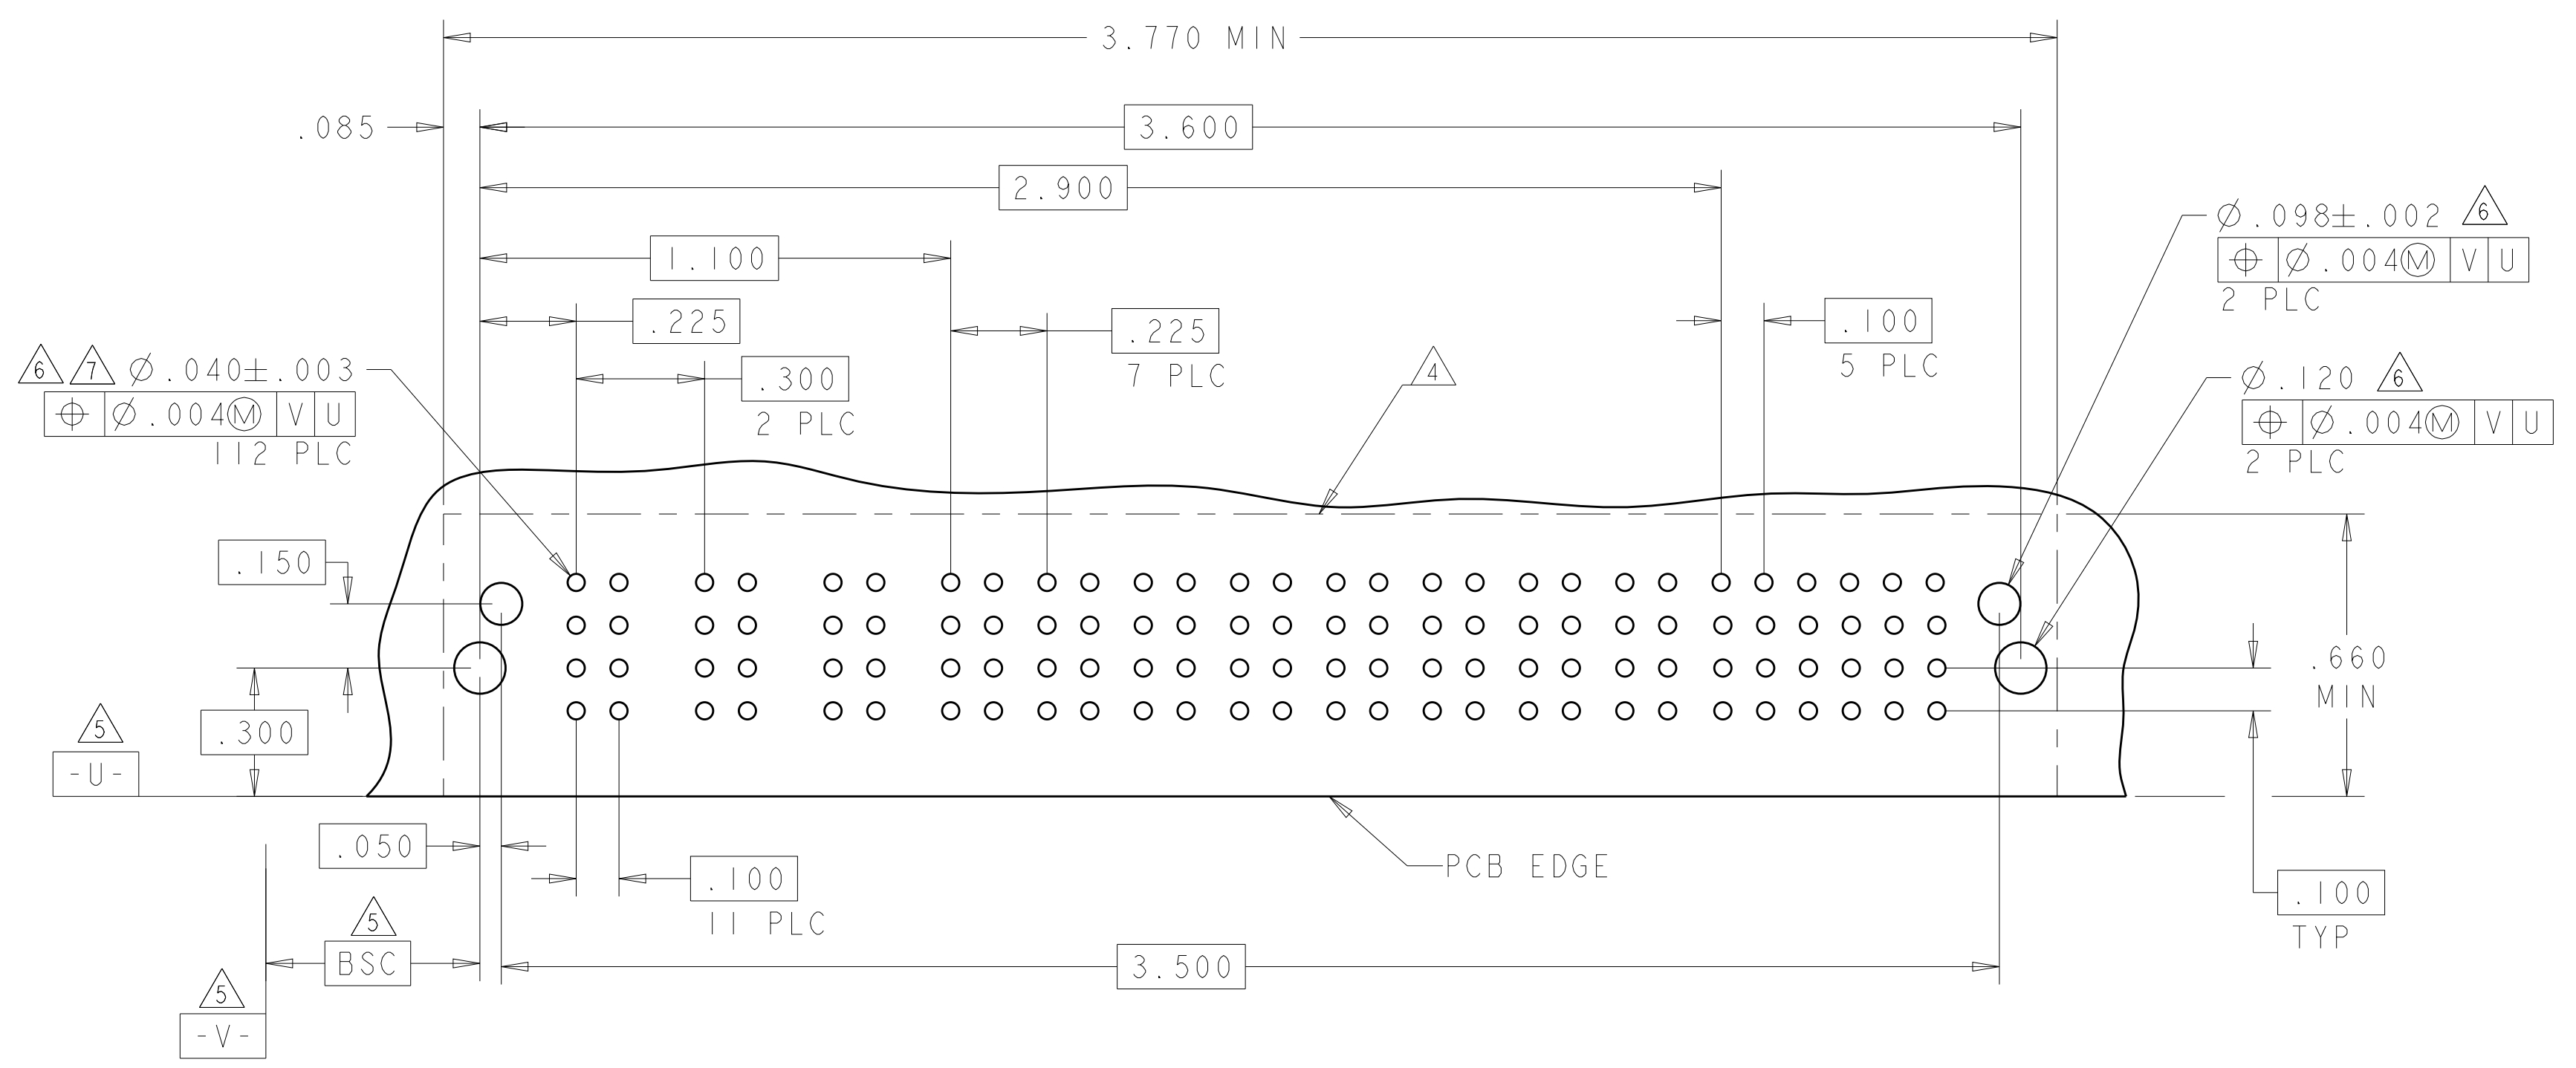 3.770 MIN
.085
3.600
2.900
⌀.098±.002 6
⌖ ⌀.004Ⓜ V U
2 PLC
1.100
.225
.225
7 PLC
.100
5 PLC
6 7 ⌀.040±.003
⌖ ⌀.004Ⓜ V U
112 PLC
.300
2 PLC
4
⌀.120 6
⌖ ⌀.004Ⓜ V U
2 PLC
.150
.660
MIN
.300
5
-U-
.050
.100
11 PLC
PCB EDGE
.100
TYP
5
BSC
3.500
5
-V-